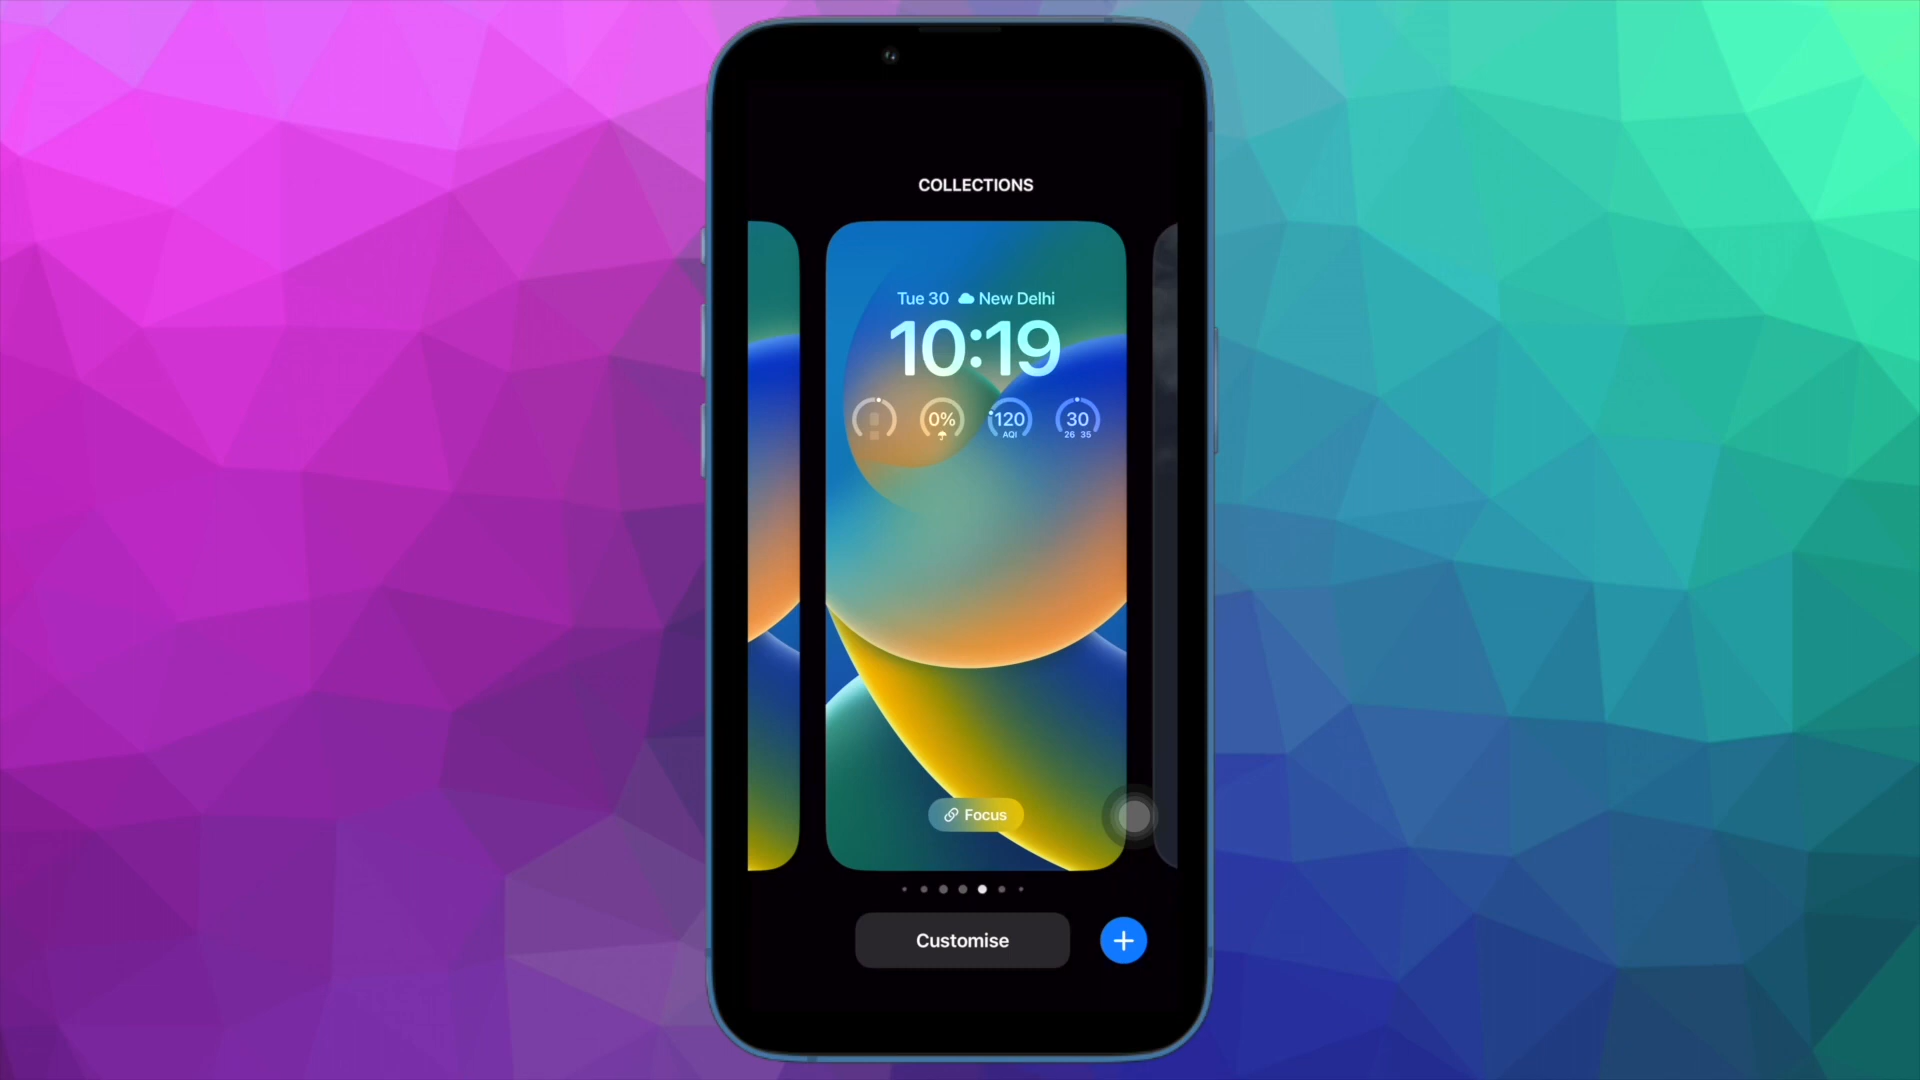 COLLECTIONS
Tue 30 New Delhi
10:19
0% 120 30
AQI 26 35
Focus
Customise